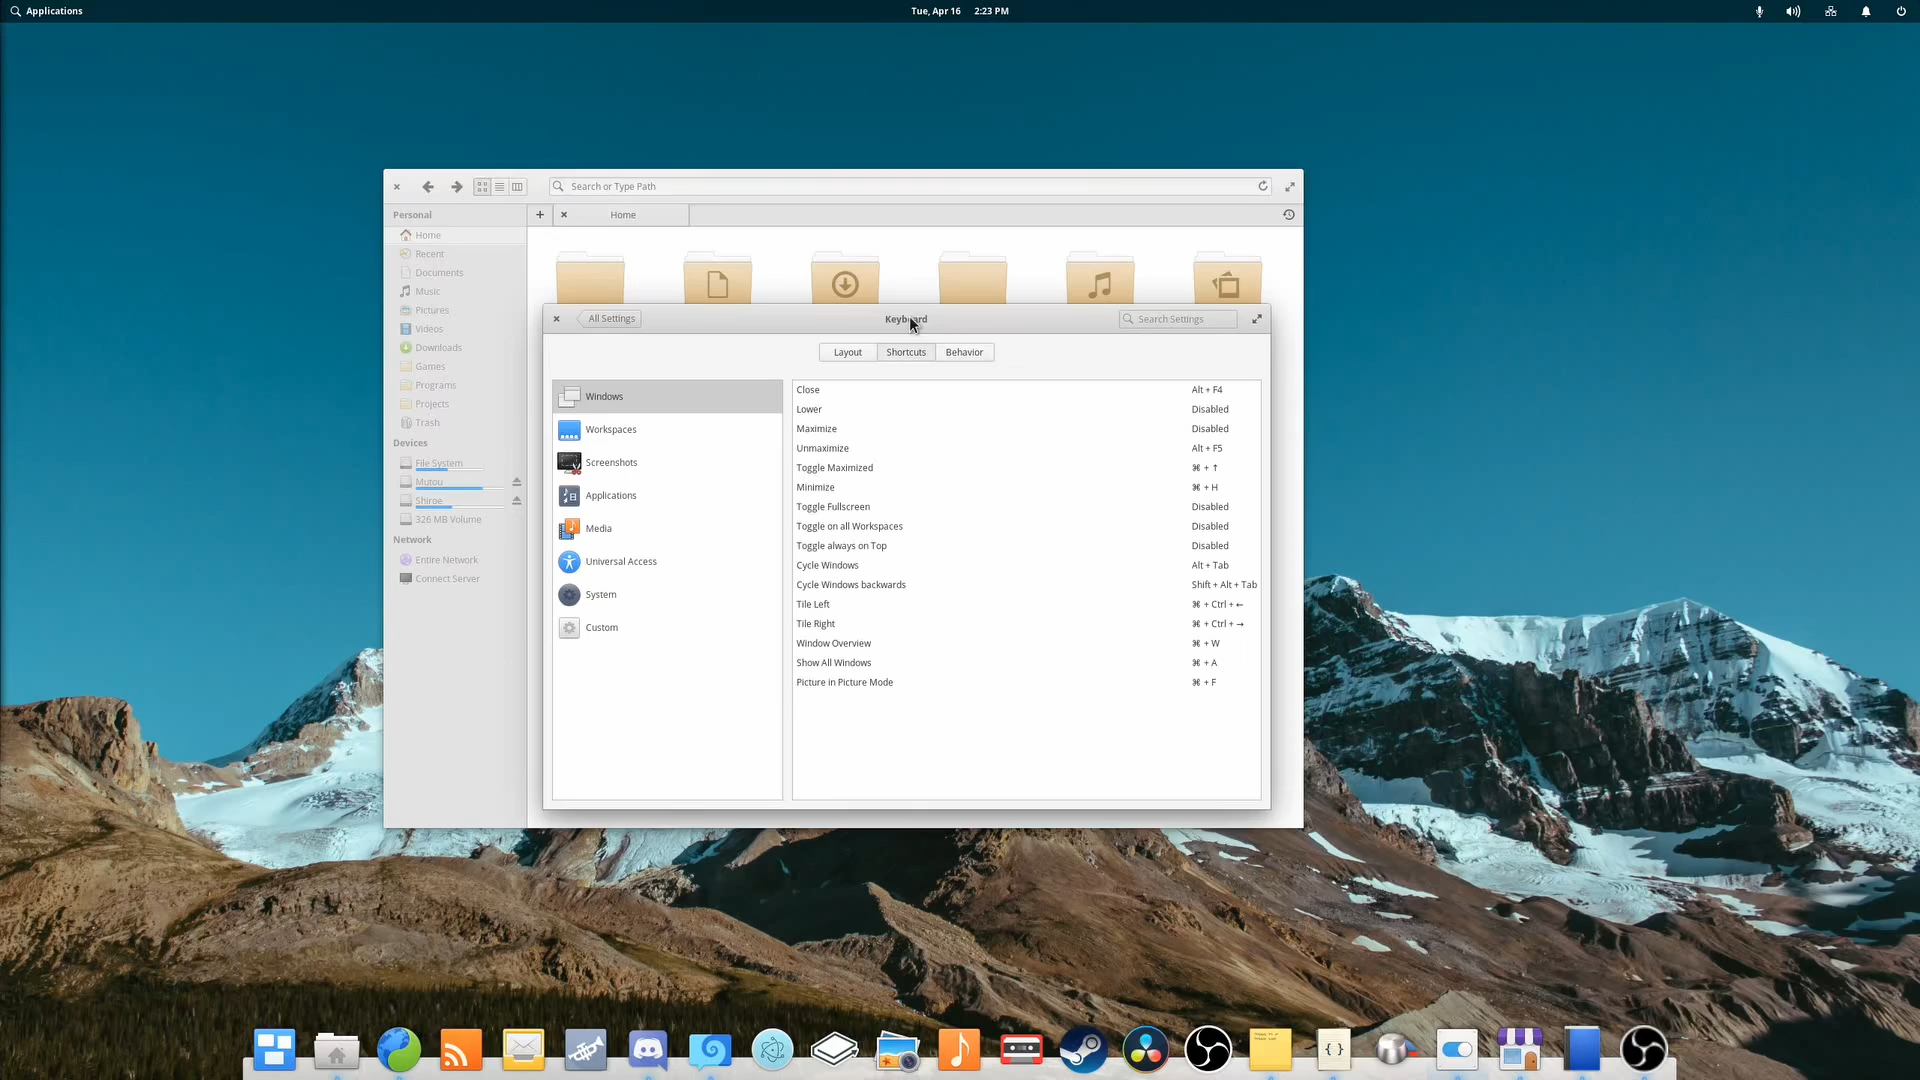 Applications
Tue, Apr 16 2:23 PM
Search or Type Path
Personal
Home
Home
Recent
Documents
Music
Pictures
Videos
Downloads
Games
Programs
Projects
Trash
Devices
File System
Mutou
Shiroe
326 MB Volume
Network
Entire Network
Connect Server
All Settings
Keyboard
Search Settings
Layout
Shortcuts
Behavior
Windows
Workspaces
Screenshots
Applications
Media
Universal Access
System
Custom
Close Alt + F4
Lower Disabled
Maximize Disabled
Unmaximize Alt + F5
Toggle Maximized ⌘ + ↑
Minimize ⌘ + H
Toggle Fullscreen Disabled
Toggle on all Workspaces Disabled
Toggle always on Top Disabled
Cycle Windows Alt + Tab
Cycle Windows backwards Shift + Alt + Tab
Tile Left ⌘ + Ctrl + ←
Tile Right ⌘ + Ctrl + →
Window Overview ⌘ + W
Show All Windows ⌘ + A
Picture in Picture Mode ⌘ + F